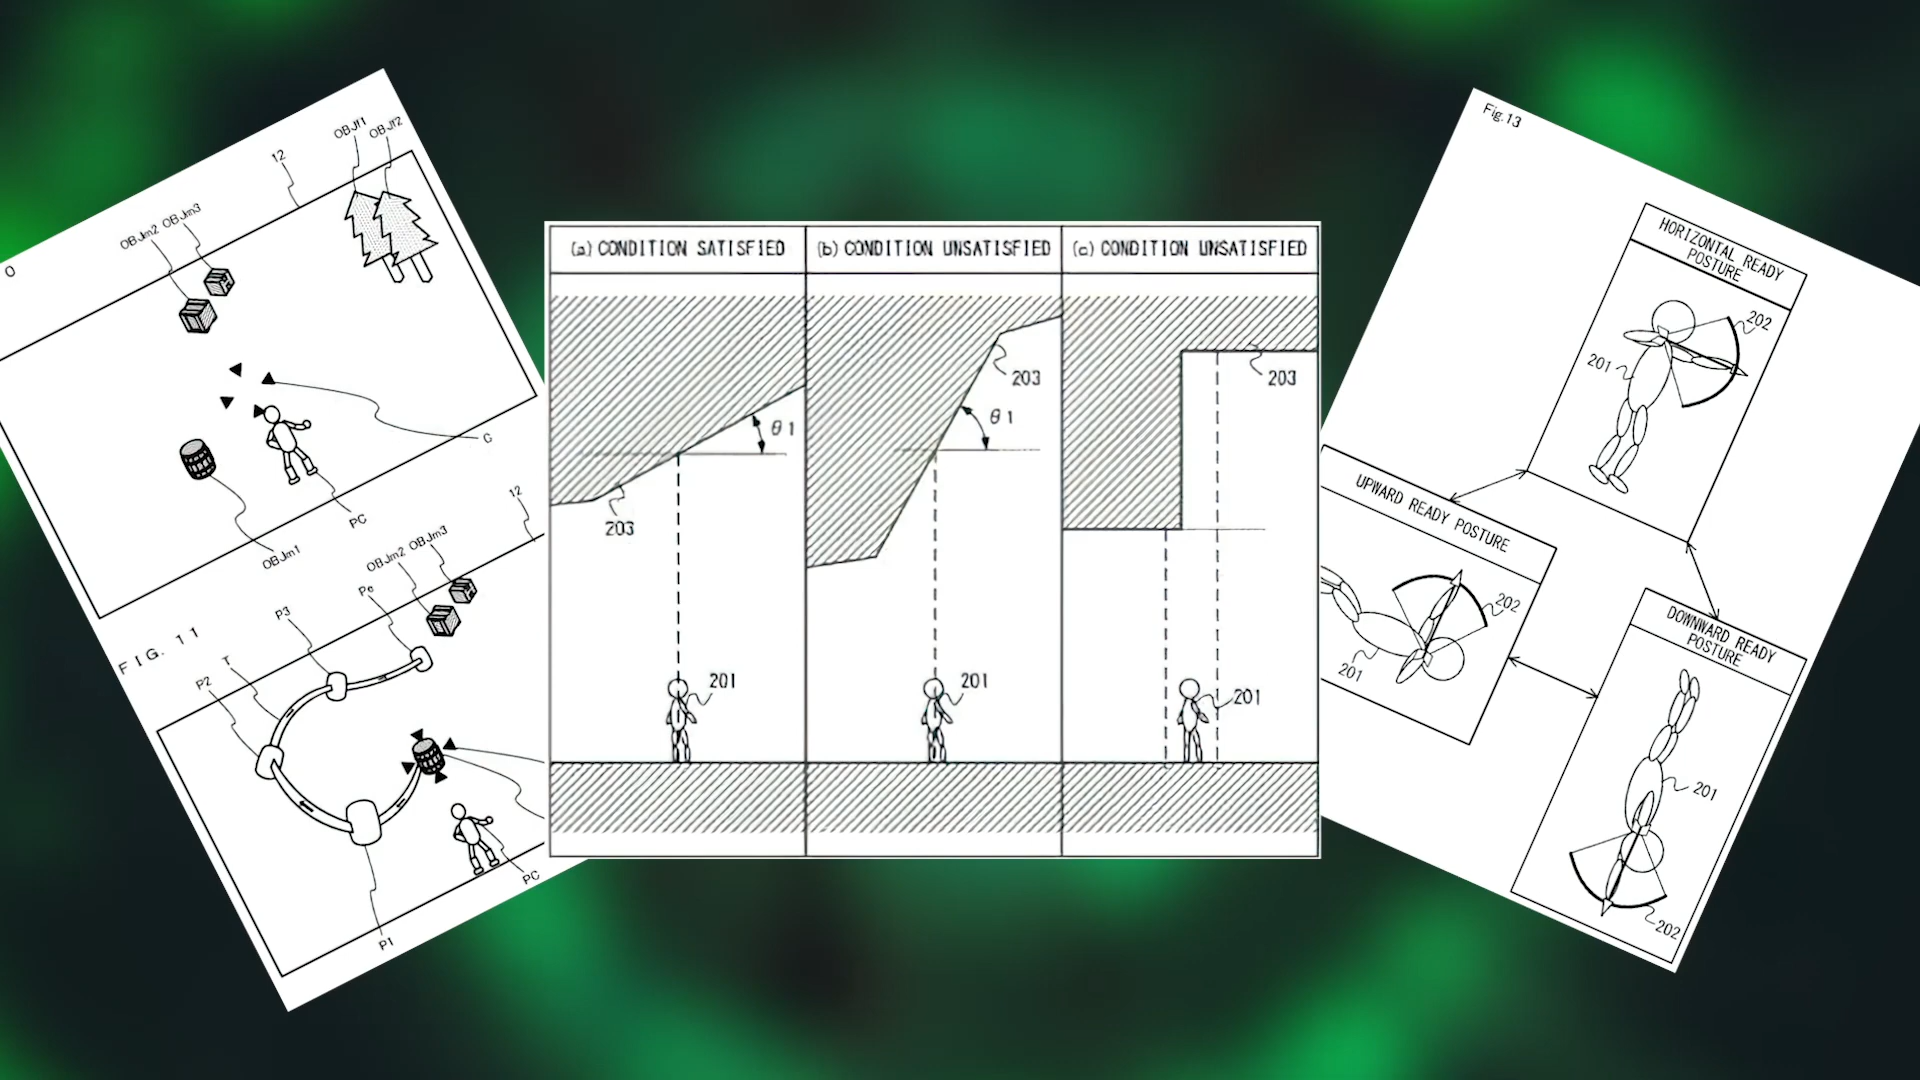 O
12
OBJf1
OBJf2
OBJm2 OBJm3
G
PC
OBJm1
12
FIG. 11
OBJm2 OBJm3
Pe
P3
T
P2
PC
P1
(a) CONDITION SATISFIED
(b) CONDITION UNSATISFIED
(c) CONDITION UNSATISFIED
θ1
203
201
203
θ1
201
203
201
Fig.13
HORIZONTAL READY
POSTURE
202
201
UPWARD READY POSTURE
202
201
DOWNWARD READY
POSTURE
201
202